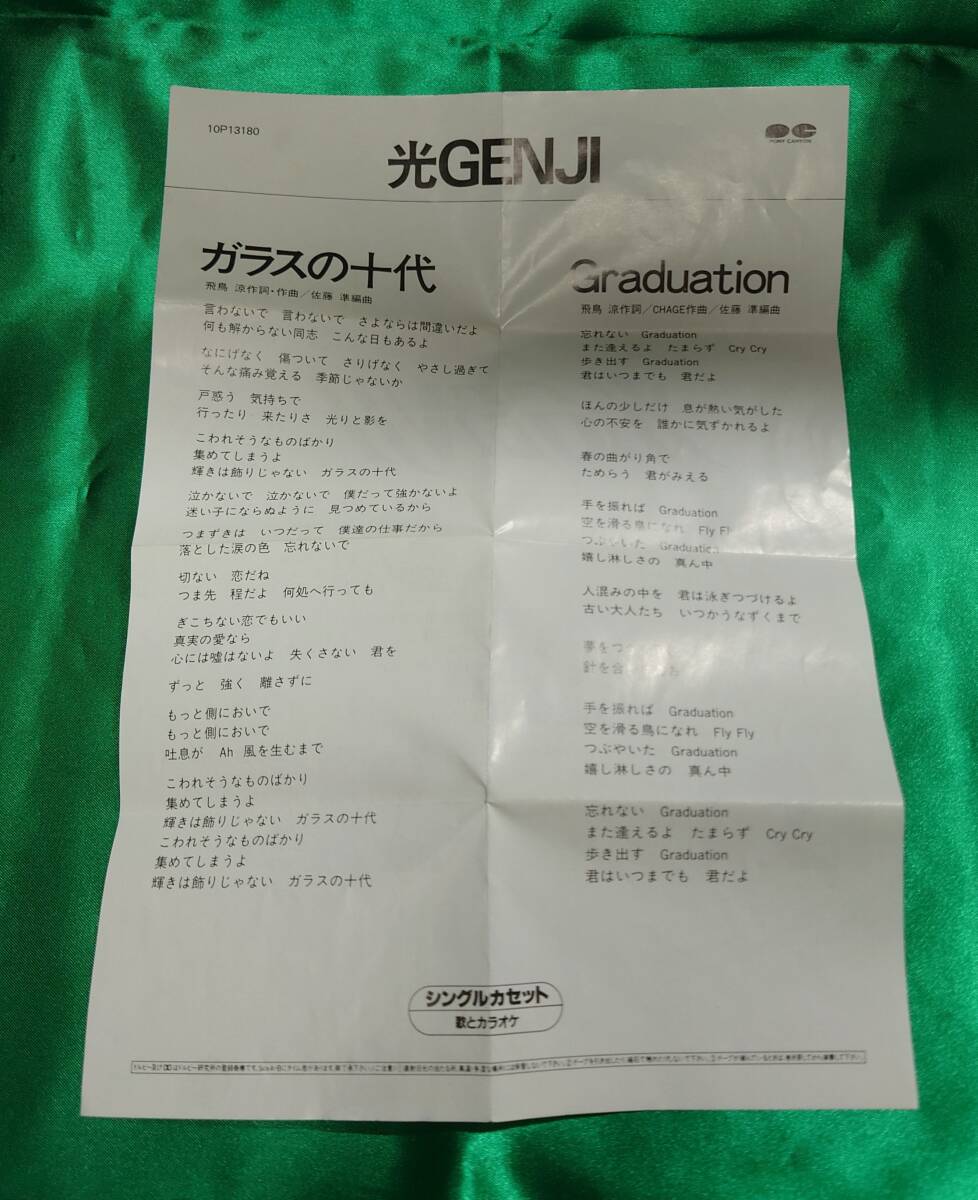 10P13180
PONY CANYON
光GENJI
ガラスの十代
飛鳥 涼作詞・作曲／佐藤 準編曲
言わないで 言わないで さよならは間違いだよ
何も解からない同志 こんな日もあるよ
なにげなく 傷ついて さりげなく やさし過ぎて
そんな痛み覚える 季節じゃないか
戸惑う 気持ちで
行ったり 来たりさ 光りと影を
こわれそうなものばかり
集めてしまうよ
輝きは飾りじゃない ガラスの十代
泣かないで 泣かないで 僕だって強かないよ
迷い子にならぬように 見つめているから
つまずきは いつだって 僕達の仕事だから
落とした涙の色 忘れないで
切ない 恋だね
つま先 程だよ 何処へ行っても
ぎこちない恋でもいい
真実の愛なら
心には嘘はないよ 失くさない 君を
ずっと 強く 離さずに
もっと側においで
もっと側においで
吐息が Ah 風を生むまで
こわれそうなものばかり
集めてしまうよ
輝きは飾りじゃない ガラスの十代
こわれそうなものばかり
集めてしまうよ
輝きは飾りじゃない ガラスの十代
Graduation
飛鳥 涼作詞／CHAGE作曲／佐藤 準編曲
忘れない Graduation
また逢えるよ たまらず Cry Cry
歩き出す Graduation
君はいつまでも 君だよ
ほんの少しだけ 息が熱い気がした
心の不安を 誰かに気ずかれるよ
春の曲がり角で
ためらう 君がみえる
手を振れば Graduation
空を滑る鳥になれ Fly Fl
つぶやいた Graduation
嬉し淋しさの 真ん中
人混みの中を 君は泳ぎつづけるよ
古い大人たち いつかうなずくまで
夢をつ
針を合
手を振れば Graduation
空を滑る鳥になれ Fly Fly
つぶやいた Graduation
嬉し淋しさの 真ん中
忘れない Graduation
また逢えるよ たまらず Cry Cry
歩き出す Graduation
君はいつまでも 君だよ
シングルカセット
歌とカラオケ